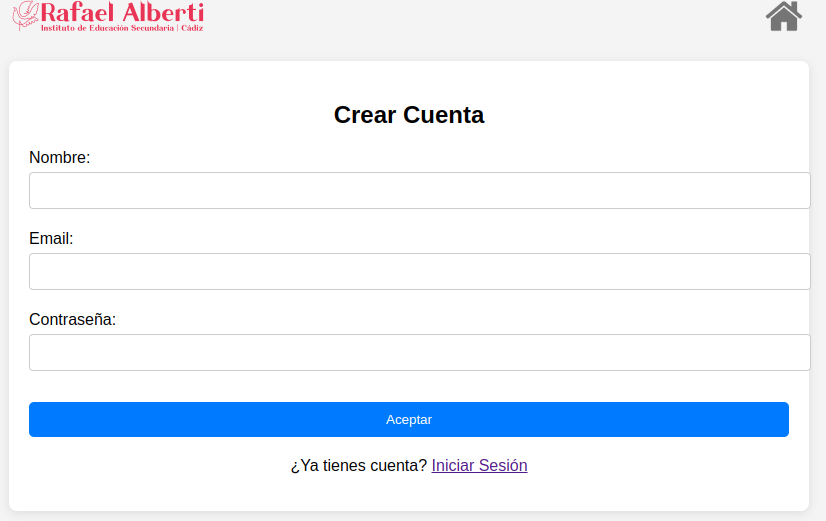 Rafael Alberti
Instituto de Educación Secundaria | Cádiz
Crear Cuenta
Nombre:
Email:
Contraseña:
Aceptar
¿Ya tienes cuenta? Iniciar Sesión